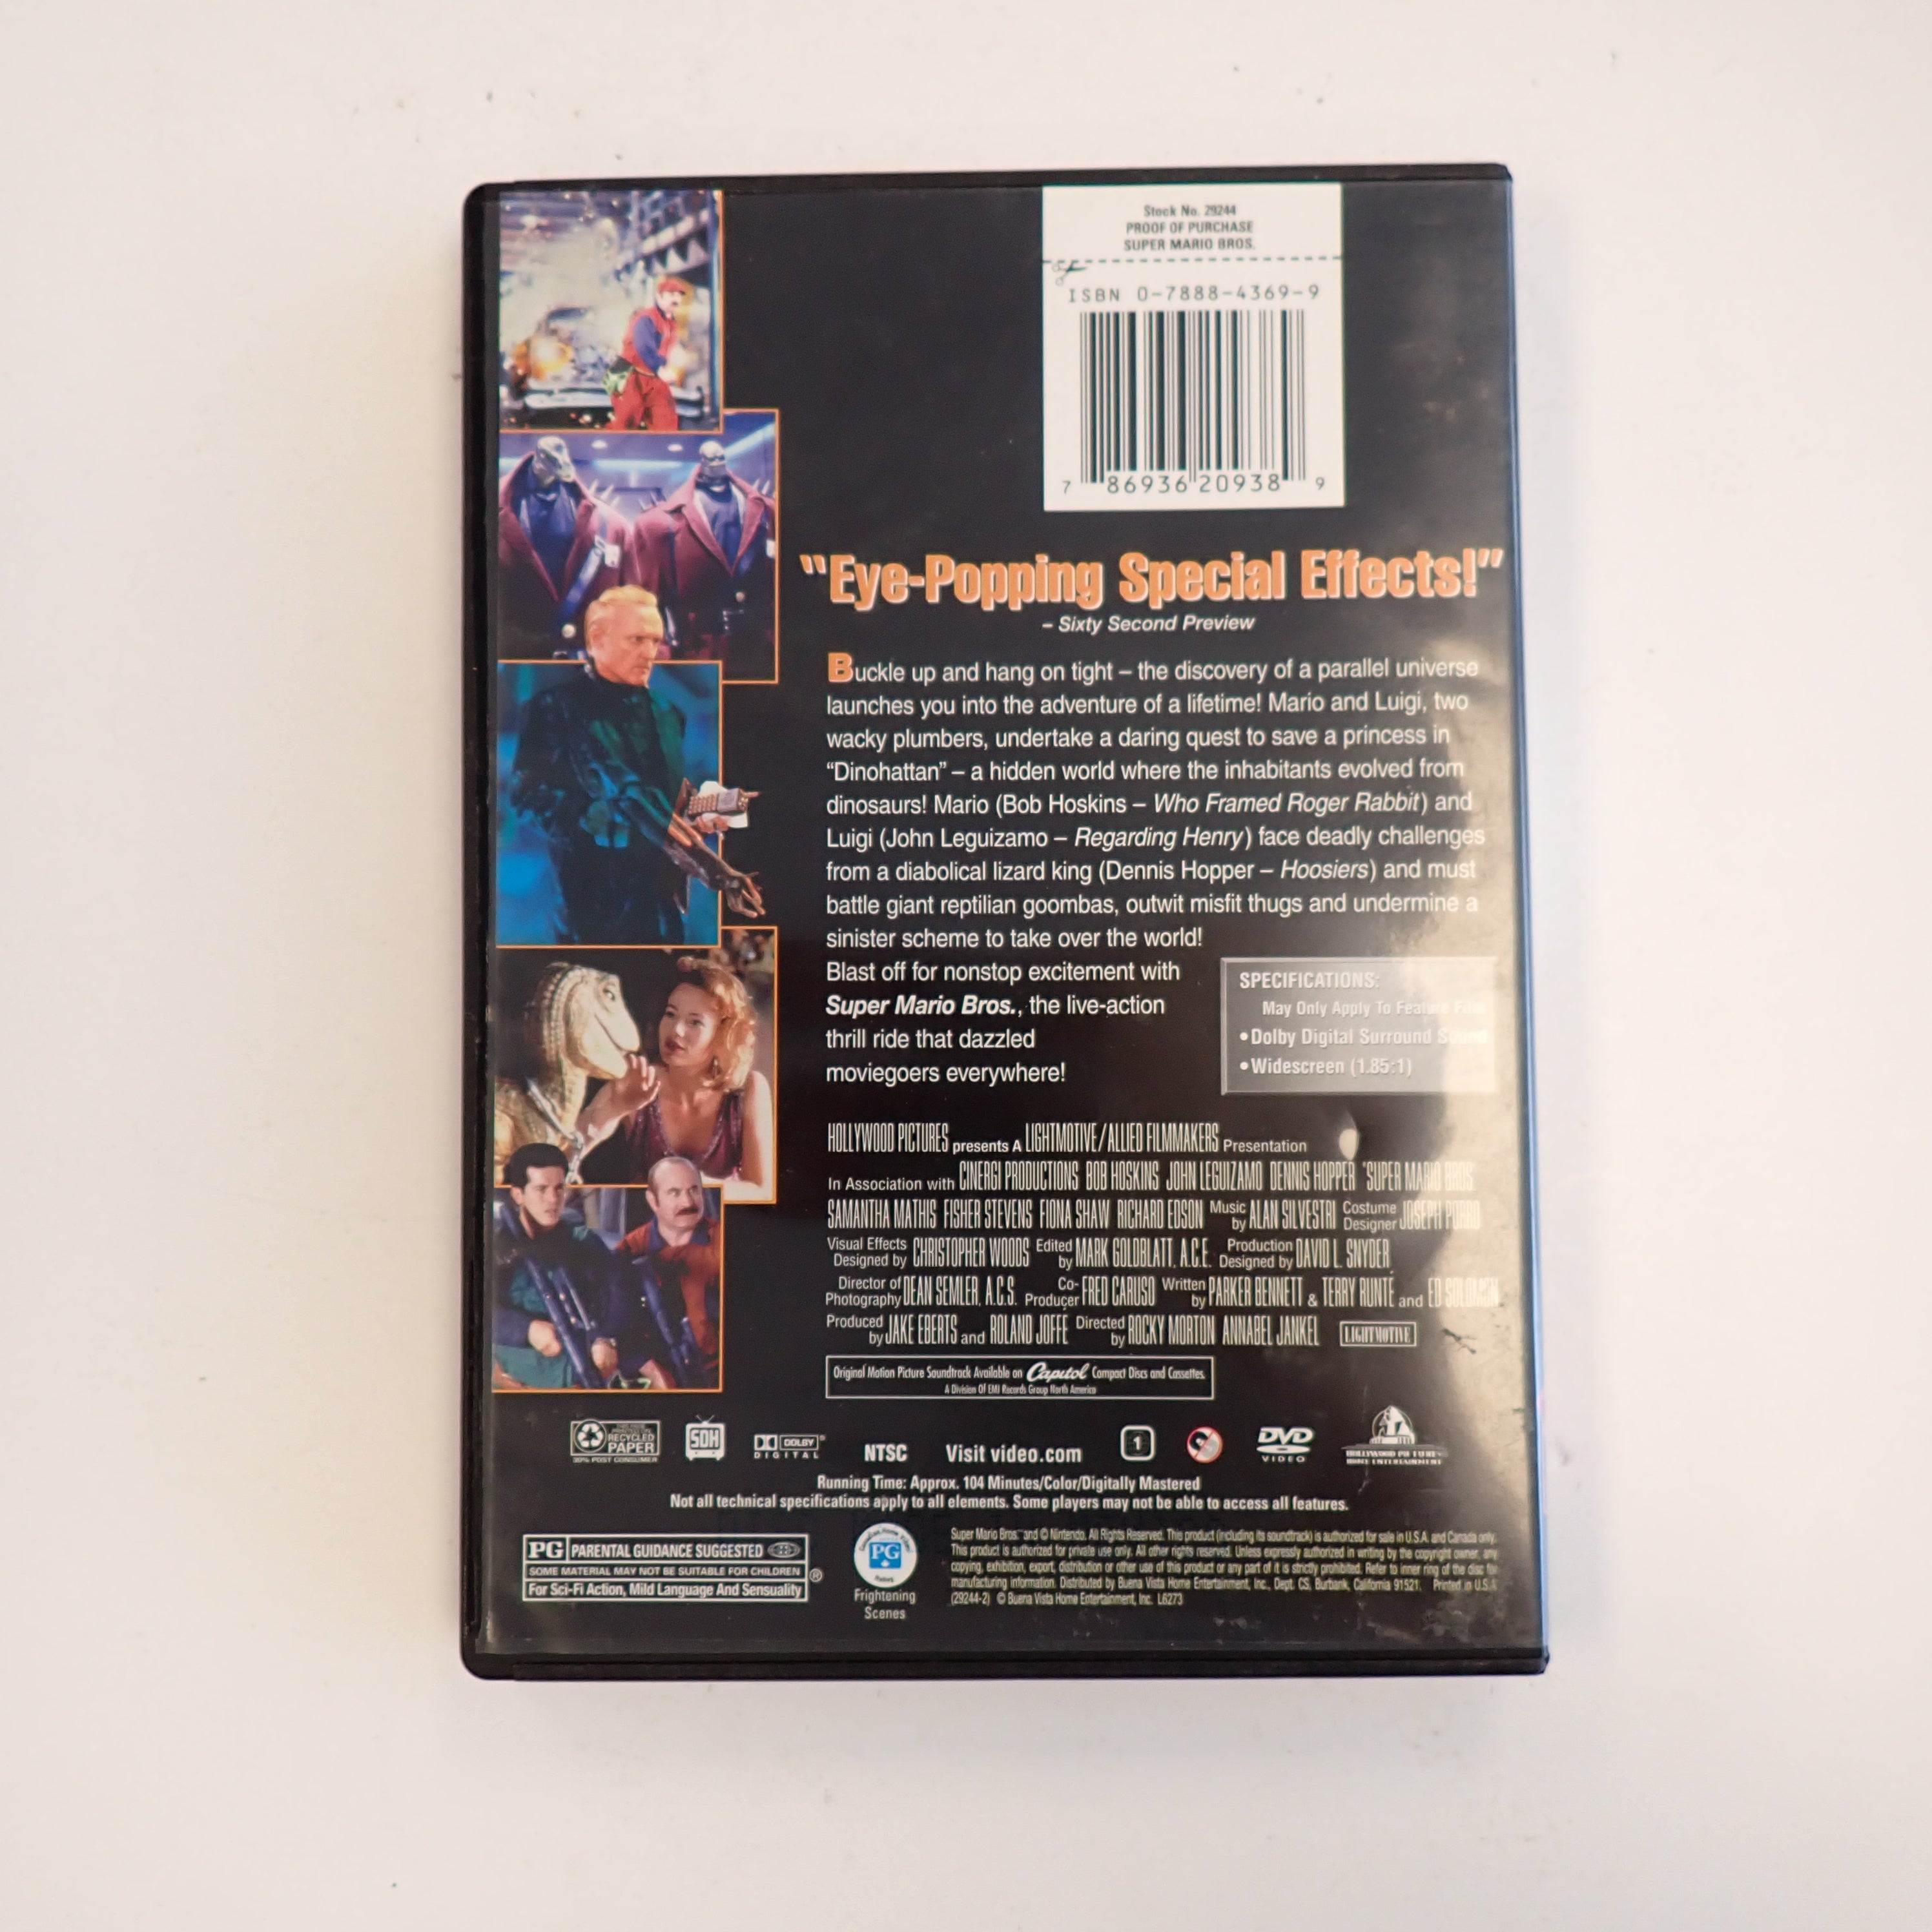 Stock No. 29244
PROOF OF PURCHASE
SUPER MARIO BROS.
ISBN 0-7888-4369-9
7 86936 20938 9
"Eye-Popping Special Effects!"
– Sixty Second Preview
Buckle up and hang on tight – the discovery of a parallel universe
launches you into the adventure of a lifetime! Mario and Luigi, two
wacky plumbers, undertake a daring quest to save a princess in
"Dinohattan" – a hidden world where the inhabitants evolved from
dinosaurs! Mario (Bob Hoskins – Who Framed Roger Rabbit) and
Luigi (John Leguizamo – Regarding Henry) face deadly challenges
from a diabolical lizard king (Dennis Hopper – Hoosiers) and must
battle giant reptilian goombas, outwit misfit thugs and undermine a
sinister scheme to take over the world!
Blast off for nonstop excitement with
Super Mario Bros., the live-action
thrill ride that dazzled
moviegoers everywhere!
SPECIFICATIONS:
May Only Apply To Feature Film
•Dolby Digital Surround Sound
•Widescreen (1.85:1)
HOLLYWOOD PICTURES presents A LIGHTMOTIVE/ALLIED FILMMAKERS Presentation
In Association with CINERGI PRODUCTIONS BOB HOSKINS JOHN LEGUIZAMO DENNIS HOPPER "SUPER MARIO BROS."
SAMANTHA MATHIS FISHER STEVENS FIONA SHAW RICHARD EDSON Music by ALAN SILVESTRI Costume Designer JOSEPH PORRO
Visual Effects Designed by CHRISTOPHER WOODS Edited by MARK GOLDBLATT, A.C.E. Production Designed by DAVID L. SNYDER
Director of Photography DEAN SEMLER, A.C.S. Co-Producer FRED CARUSO Written by PARKER BENNETT & TERRY RUNTÉ and ED SOLOMON
Produced by JAKE EBERTS and ROLAND JOFFÉ Directed by ROCKY MORTON ANNABEL JANKEL LIGHTMOTIVE
Original Motion Picture Soundtrack Available on Capitol Compact Discs and Cassettes.
A Division Of EMI Records Group North America
RECYCLED PAPER
30% POST CONSUMER
SDH
DOLBY DIGITAL
NTSC
Visit video.com
1
DVD VIDEO
HOLLYWOOD PICTURES
HOME ENTERTAINMENT
Running Time: Approx. 104 Minutes/Color/Digitally Mastered
Not all technical specifications apply to all elements. Some players may not be able to access all features.
PG PARENTAL GUIDANCE SUGGESTED
SOME MATERIAL MAY NOT BE SUITABLE FOR CHILDREN ®
For Sci-Fi Action, Mild Language And Sensuality
Canadian Home Video
PG
Frightening
Scenes
Super Mario Bros.™ and © Nintendo. All Rights Reserved. This product (including its soundtrack) is authorized for sale in U.S.A. and Canada only.
This product is authorized for private use only. All other rights reserved. Unless expressly authorized in writing by the copyright owner, any
copying, exhibition, export, distribution or other use of this product or any part of it is strictly prohibited. Refer to inner ring of the disc for
manufacturing information. Distributed by Buena Vista Home Entertainment, Inc., Dept. CS, Burbank, California 91521. Printed in U.S.A.
(29244-2) © Buena Vista Home Entertainment, Inc. L6273